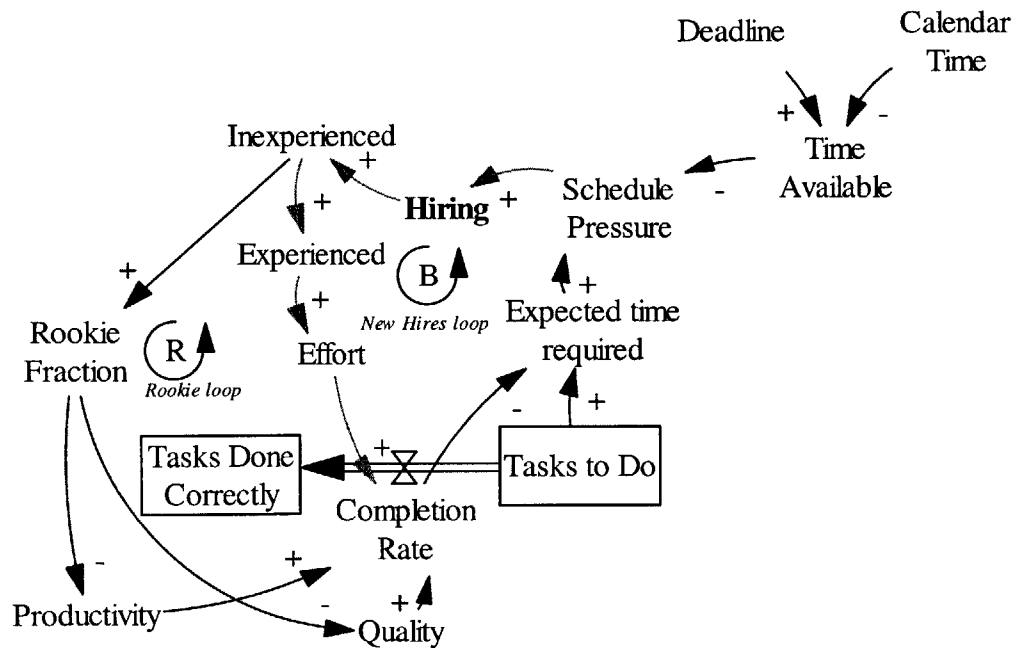 Deadline
Calendar
Time
+
-
Time
Available
Inexperienced
+
Hiring
+
Schedule
Pressure
-
+
Experienced
B
New Hires loop
+
+
Expected time
required
+
Rookie
Fraction
R
Rookie loop
Effort
-
+
Tasks Done
Correctly
+
Tasks to Do
Completion
Rate
-
+
Productivity
-
+
Quality